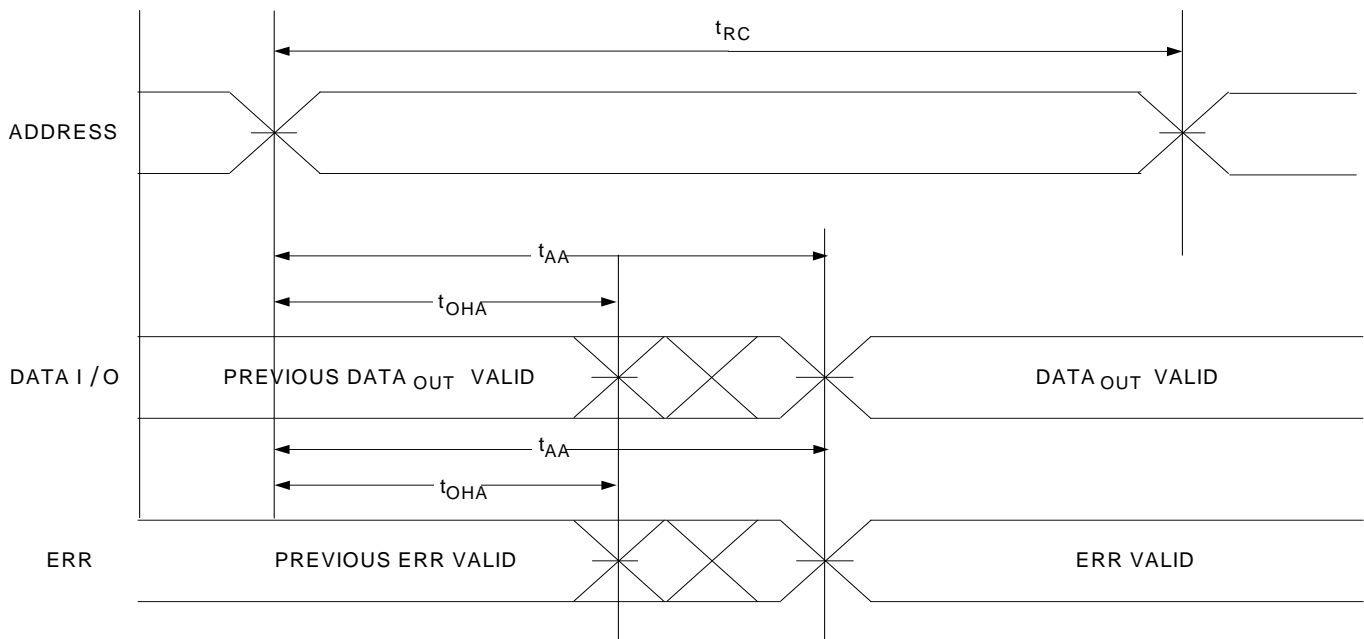 tRC
ADDRESS
tAA
tOHA
DATA I /O
PREVIOUS DATA OUT VALID
DATA OUT VALID
tAA
tOHA
ERR
PREVIOUS ERR VALID
ERR VALID